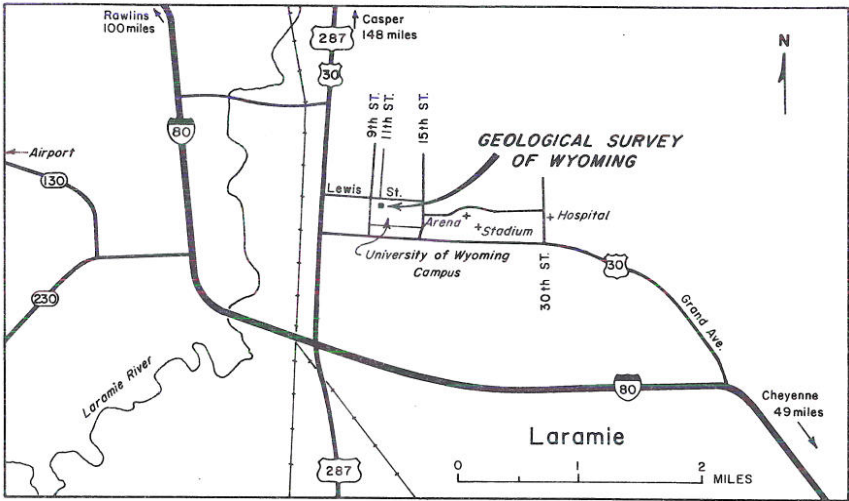 Rawlins
100 miles
Casper
148 miles
287
30
N
80
9th ST.
11th ST.
15th ST.
GEOLOGICAL SURVEY
OF WYOMING
Airport
130
Lewis St.
Arena
Stadium
Hospital
University of Wyoming
Campus
30th ST.
30
230
Grand Ave.
Laramie River
80
Cheyenne
49 miles
Laramie
287
0 1 2
MILES